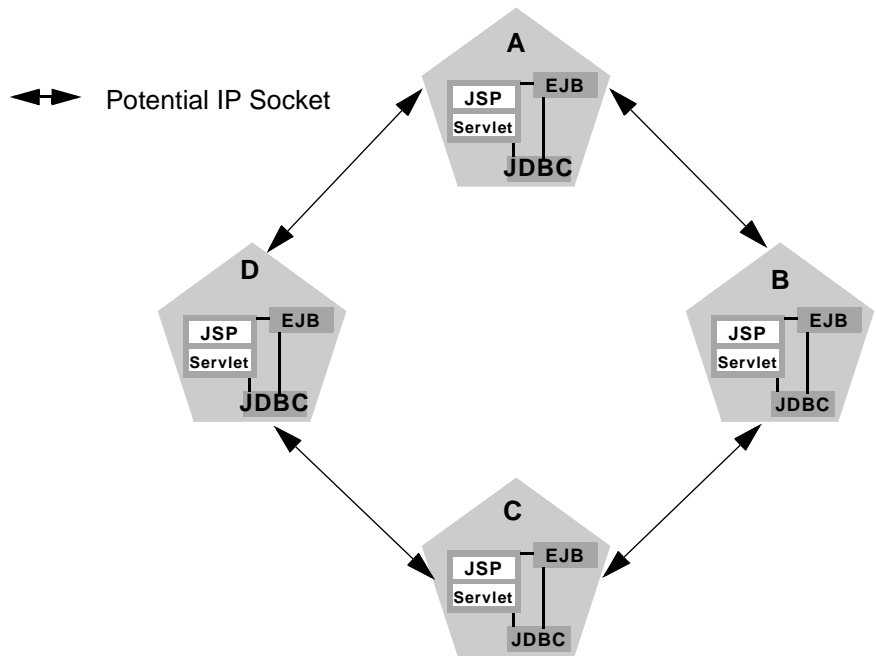 A
Potential IP Socket
JSP
EJB
Servlet
JDBC
D
JSP
EJB
Servlet
JDBC
B
JSP
EJB
Servlet
JDBC
C
JSP
EJB
Servlet
JDBC